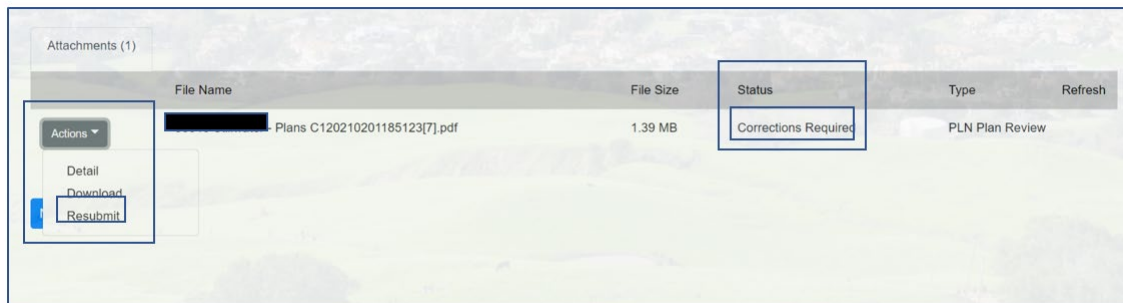 Attachments (1)
File Name File Size Status Type Refresh
Actions - Plans C120210201185123[7].pdf 1.39 MB Corrections Required PLN Plan Review
Detail
Download
Resubmit